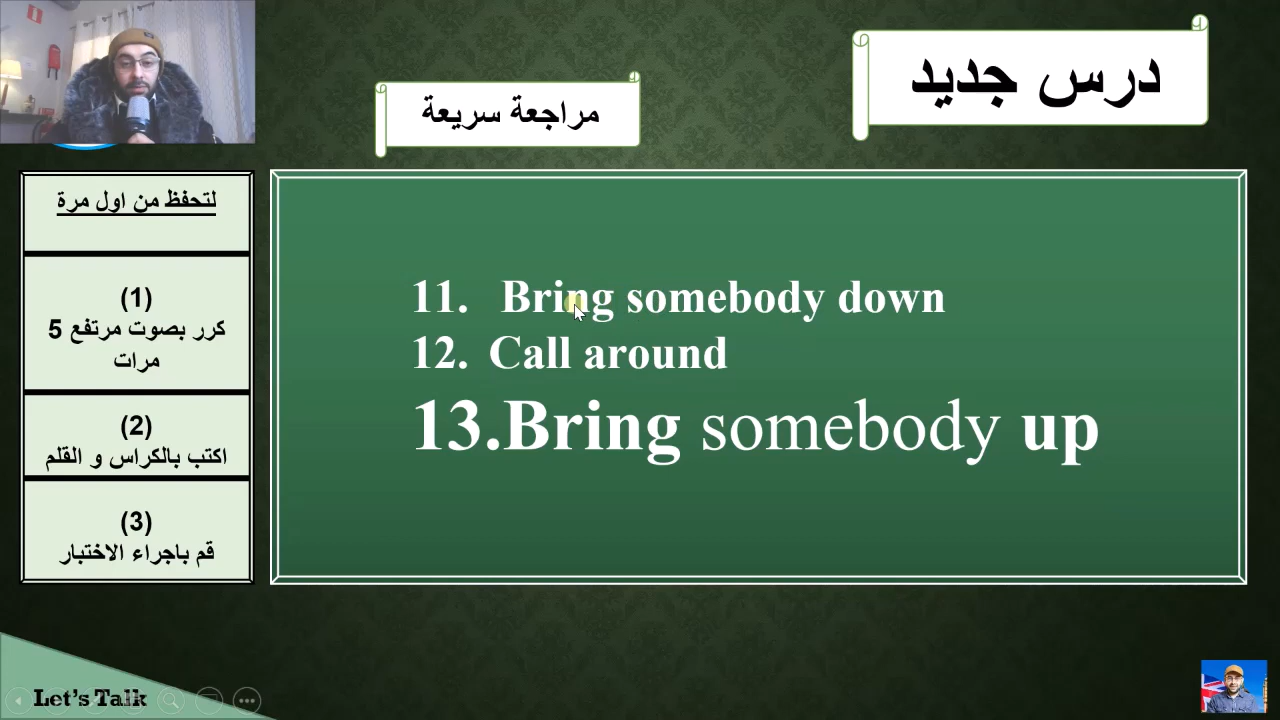 درس جديد
مراجعة سريعة
لتحفظ من اول مرة
(1)
كرر بصوت مرتفع 5
مرات
(2)
اكتب بالكراس و القلم
(3)
قم باجراء الاختبار
11. Bring somebody down
12. Call around
13.Bring somebody up
Let's Talk